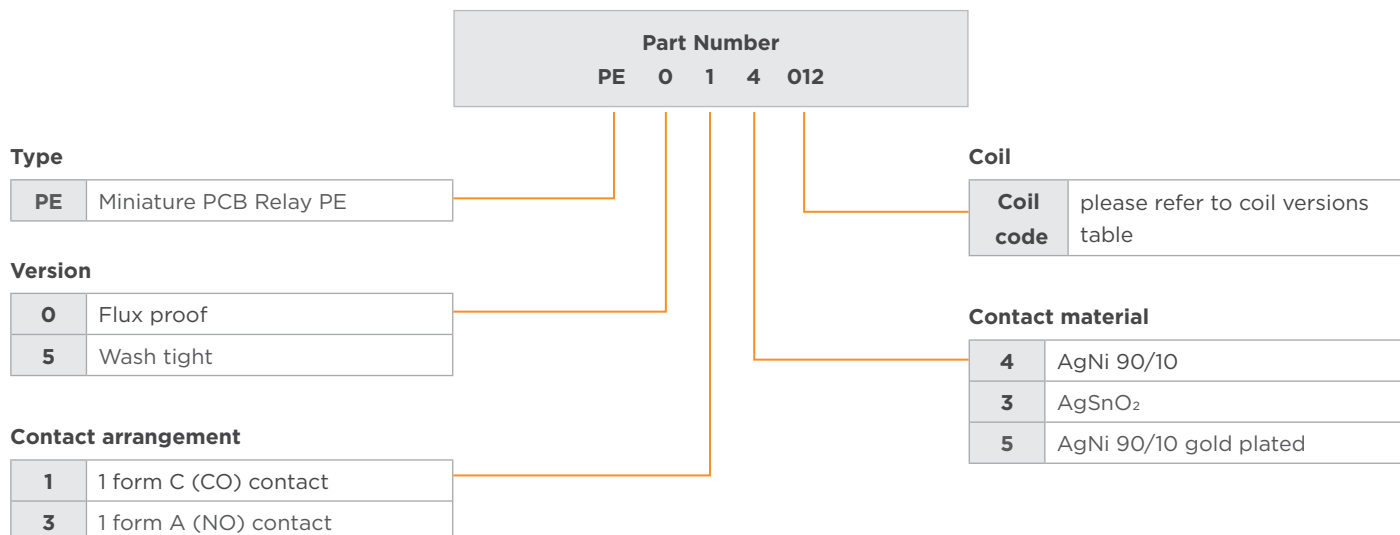 Part Number
PE 0 1 4 012
Type
PE Miniature PCB Relay PE
Version
0 Flux proof
5 Wash tight
Contact arrangement
1 1 form C (CO) contact
3 1 form A (NO) contact
Coil
Coil code please refer to coil versions
table
Contact material
4 AgNi 90/10
3 AgSnO₂
5 AgNi 90/10 gold plated